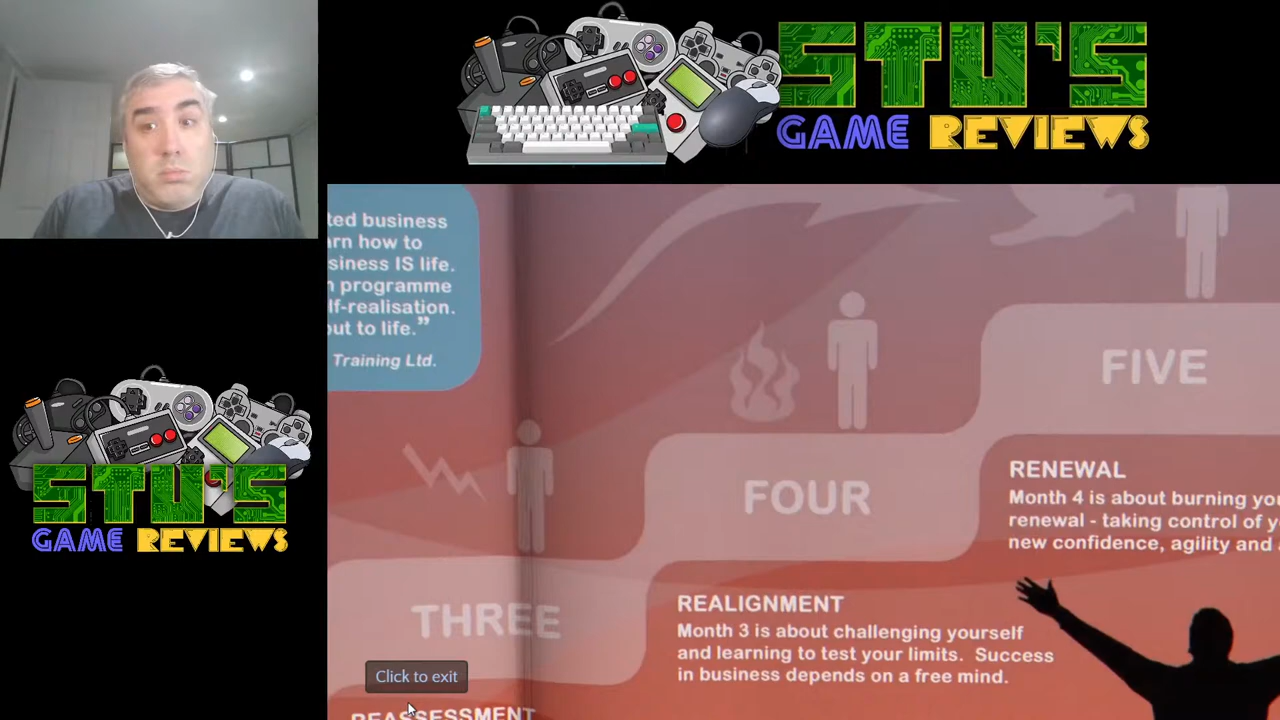 STU'S
GAME REVIEWS
ted business
arn how to
siness IS life.
programme
lf-realisation.
out to life.”
Training Ltd.
FIVE
RENEWAL
Month 4 is about burning
renewal - taking control of
new confidence, agility and
FOUR
REALIGNMENT
Month 3 is about challenging yourself
and learning to test your limits. Success
in business depends on a free mind.
THREE
Click to exit
REASSESSMENT
STU'S
GAME REVIEWS